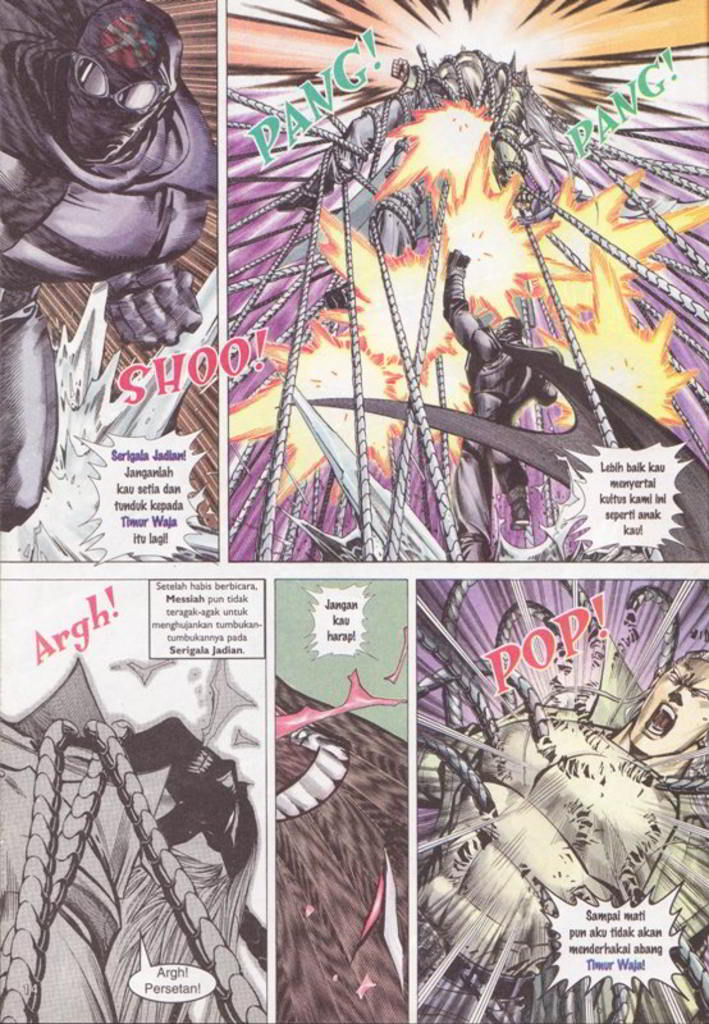 SHOO!
Serigala Jadian!
Janganlah
kau setia dan
tunduk kepada
Timur Waja
itu lagi!
PANG!
PANG!
Lebih baik kau
menyertai
kultus kami ini
seperti anak
kau!
Argh!
Setelah habis berbicara,
Messiah pun tidak
teragak-agak untuk
menghujankan tumbukan-
tumbukannya pada
Serigala Jadian.
Argh!
Persetan!
Jangan
kau
harap!
POP!
Sampai mati
pun aku tidak akan
menderhakai abang
Timur Waja!
14